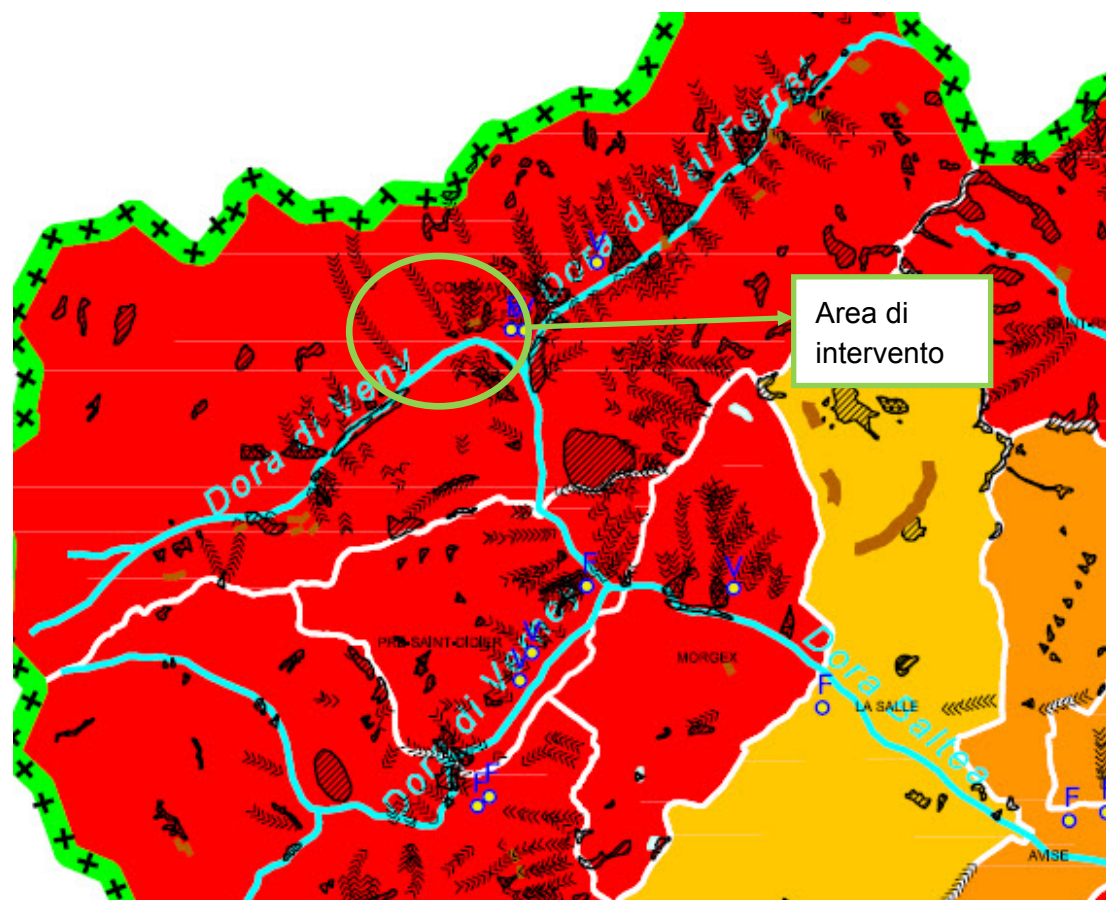 Dora di Val Ferret
V
COURMAYEUR
Area di
intervento
SAINT-R
Dora di Veny
F
V
PRE-SAINT-DIDIER
V
V
MORGEX
Dora di Verney
F
LA SALLE
Dora Baltea
F
F
F
F
AVISE